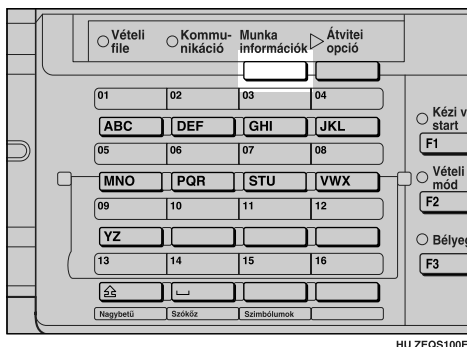 Vételi
file
Kommu-
nikáció
Munka
információk
Átvitei
opció
01 02 03 04
ABC DEF GHI JKL
05 06 07 08
MNO PQR STU VWX
09 10 11 12
YZ
13 14 15 16
Nagybetü Szóköz Szimbólumok
Kézi v
start
F1
Vételi
mód
F2
Bélyeg
F3
HU ZEQS100E